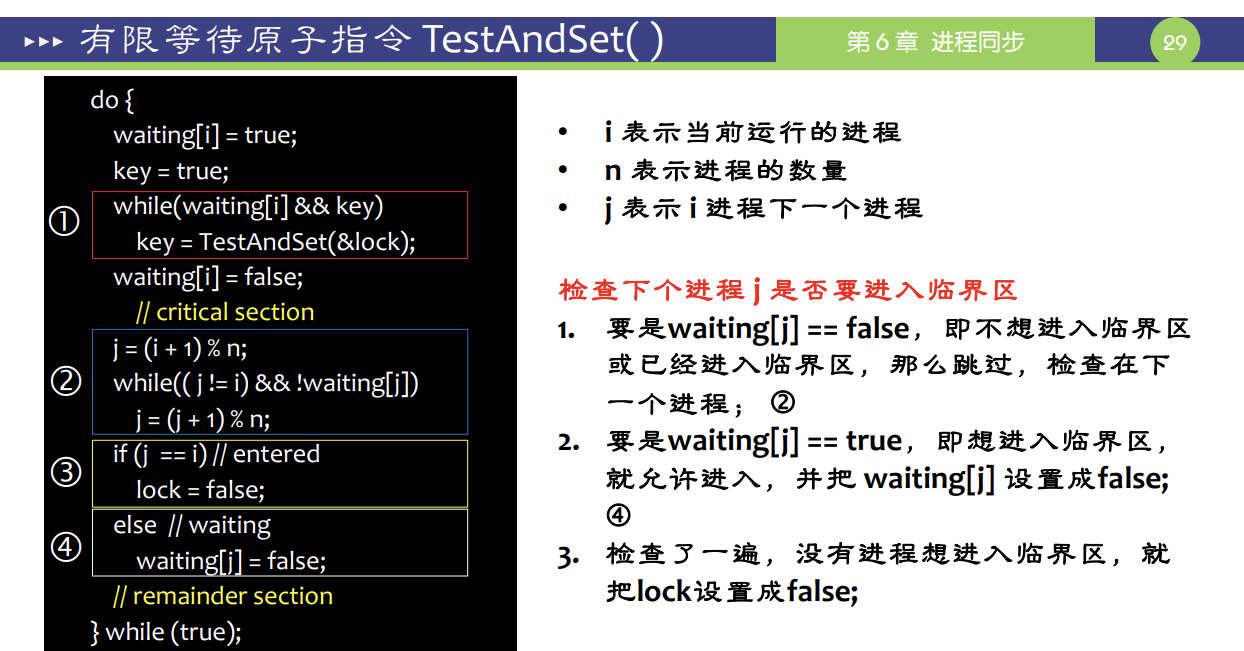 ▸▸▸ 有限等待原子指令 TestAndSet( )
第 6 章 进程同步
29
do {
waiting[i] = true;
key = true;
① while(waiting[i] && key)
key = TestAndSet(&lock);
waiting[i] = false;
// critical section
j = (i + 1) % n;
② while(( j != i) && !waiting[j])
j = (j + 1) % n;
③ if (j == i) // entered
lock = false;
④ else // waiting
waiting[j] = false;
// remainder section
} while (true);
• i 表示当前运行的进程
• n 表示进程的数量
• j 表示 i 进程下一个进程
检查下个进程 j 是否要进入临界区
1. 要是waiting[j] == false，即不想进入临界区
或已经进入临界区，那么跳过，检查在下
一个进程；②
2. 要是waiting[j] == true，即想进入临界区，
就允许进入，并把 waiting[j] 设置成false;
④
3. 检查了一遍，没有进程想进入临界区，就
把lock设置成false;